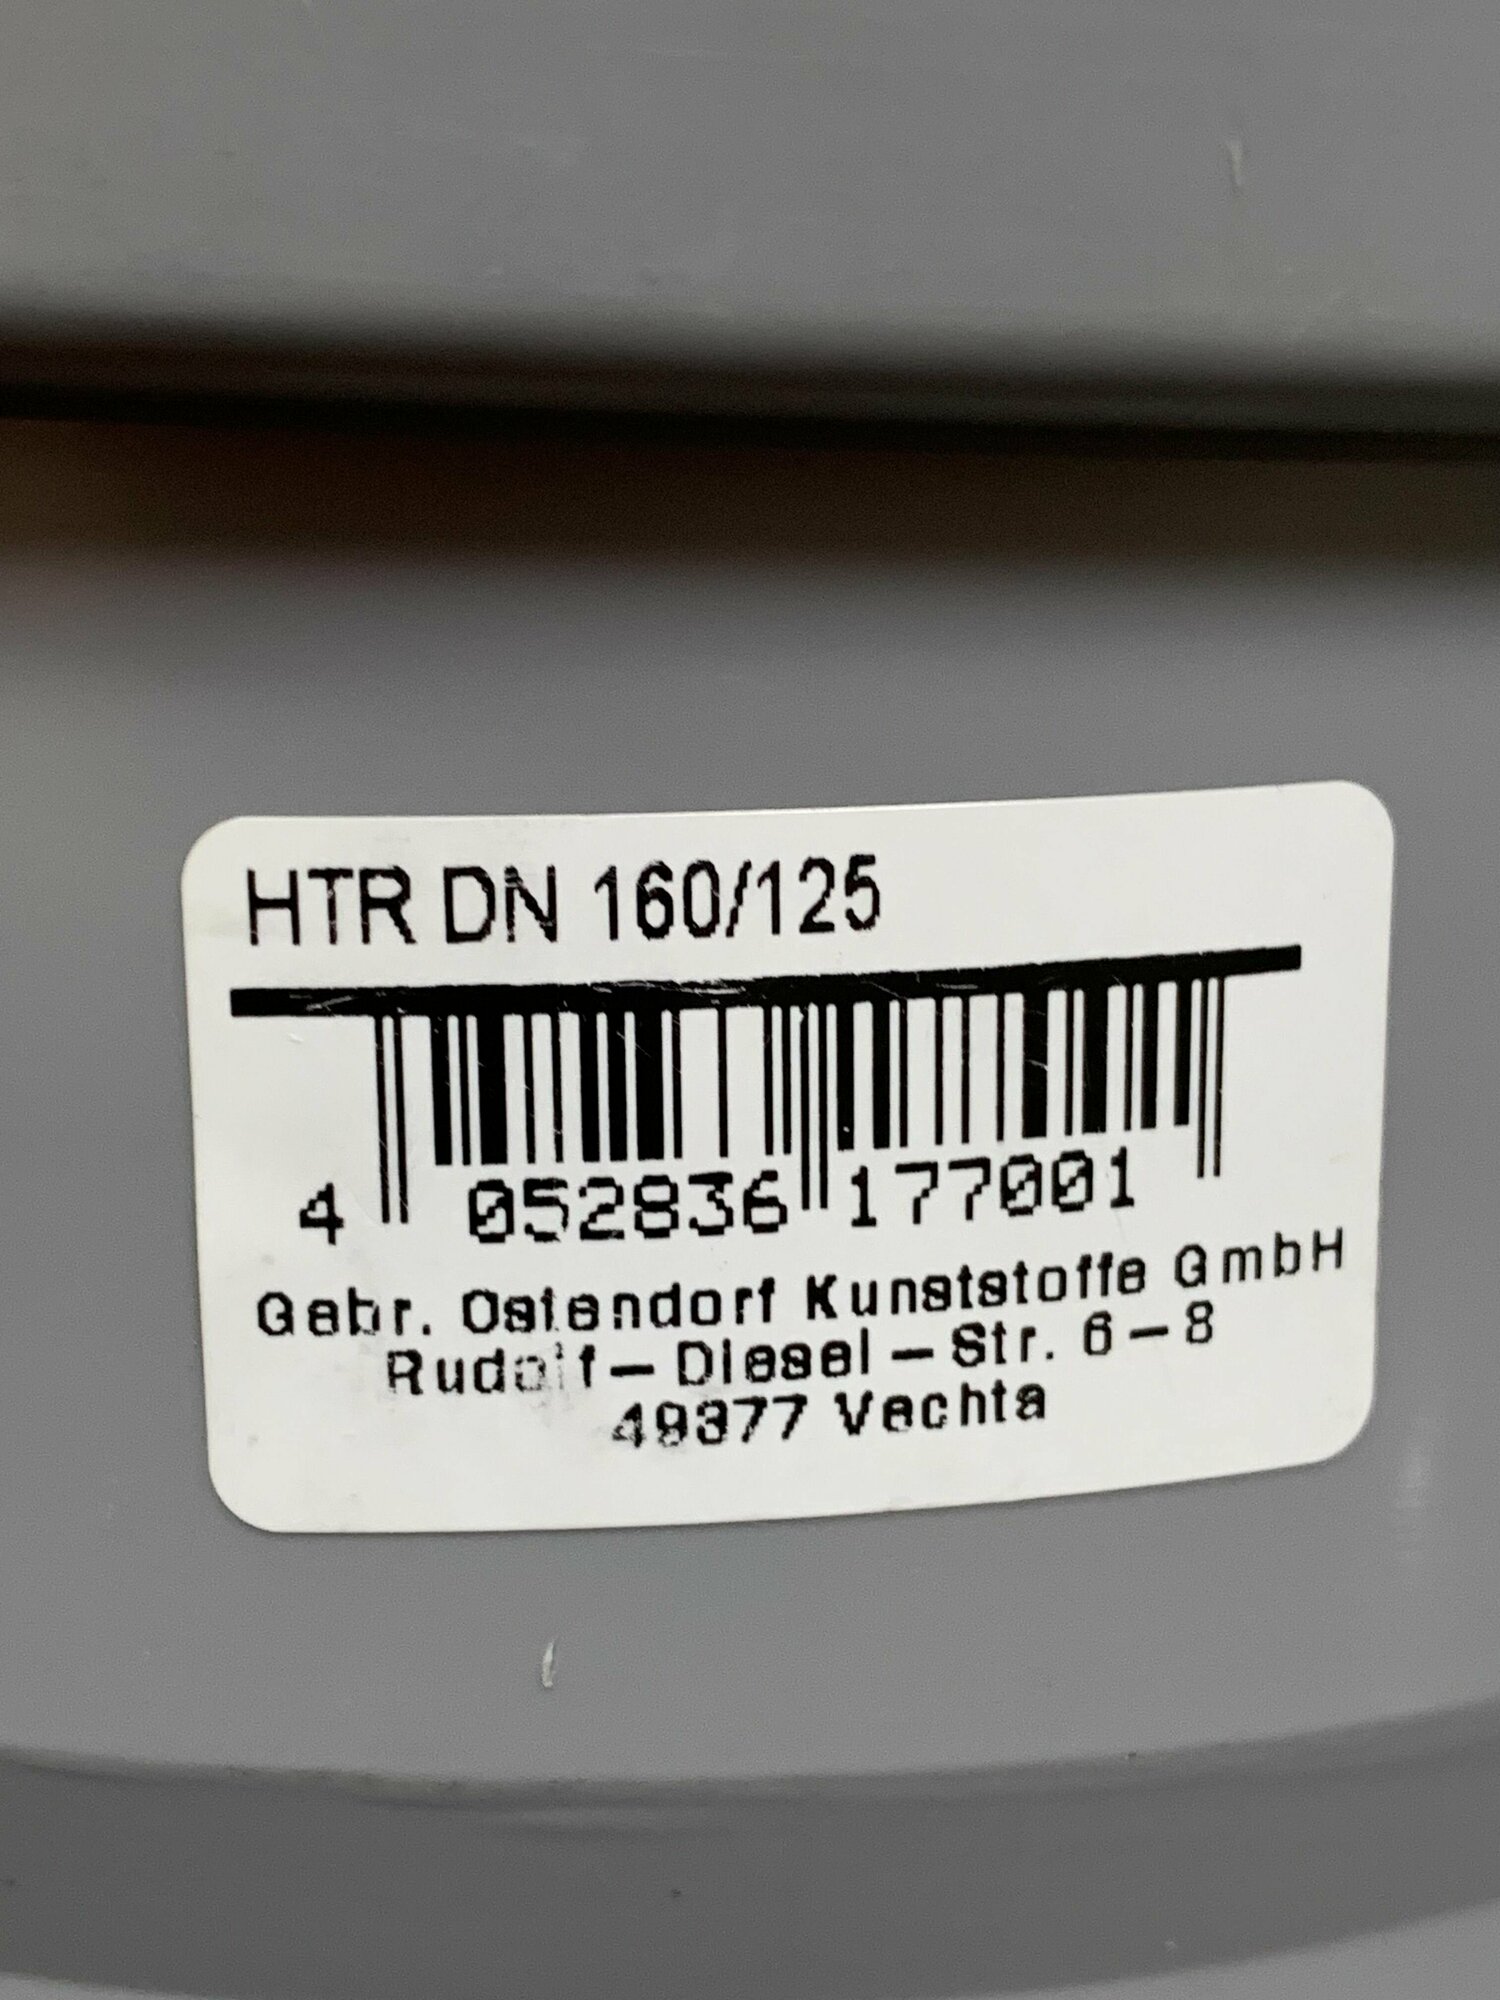 HTR DN 160/125
4 052836 177001
Gebr. Ostendorf Kunststoffe GmbH
Rudolf-Diesel-Str. 6-8
49377 Vechta